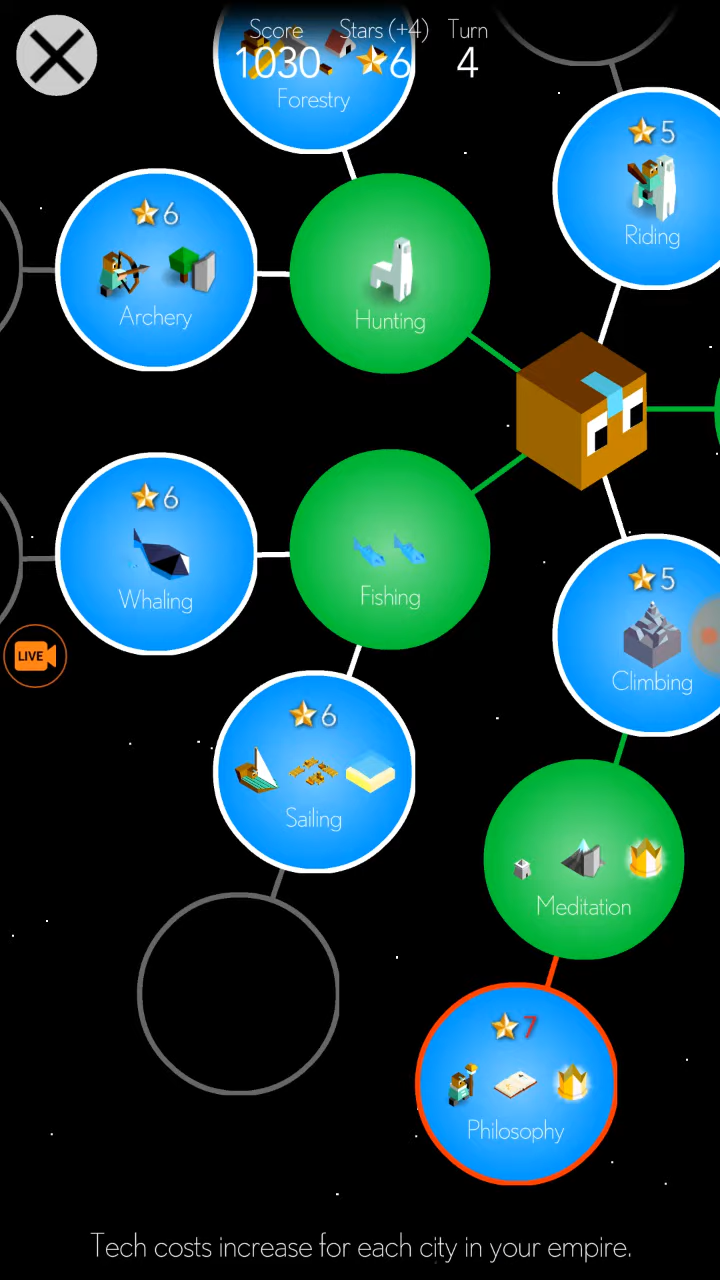 Score Stars (+4) Turn
1030 6 4
Forestry
5
Riding
6
Archery
Hunting
6
Whaling
Fishing
5
Climbing
LIVE
6
Sailing
Meditation
7
Philosophy
Tech costs increase for each city in your empire.